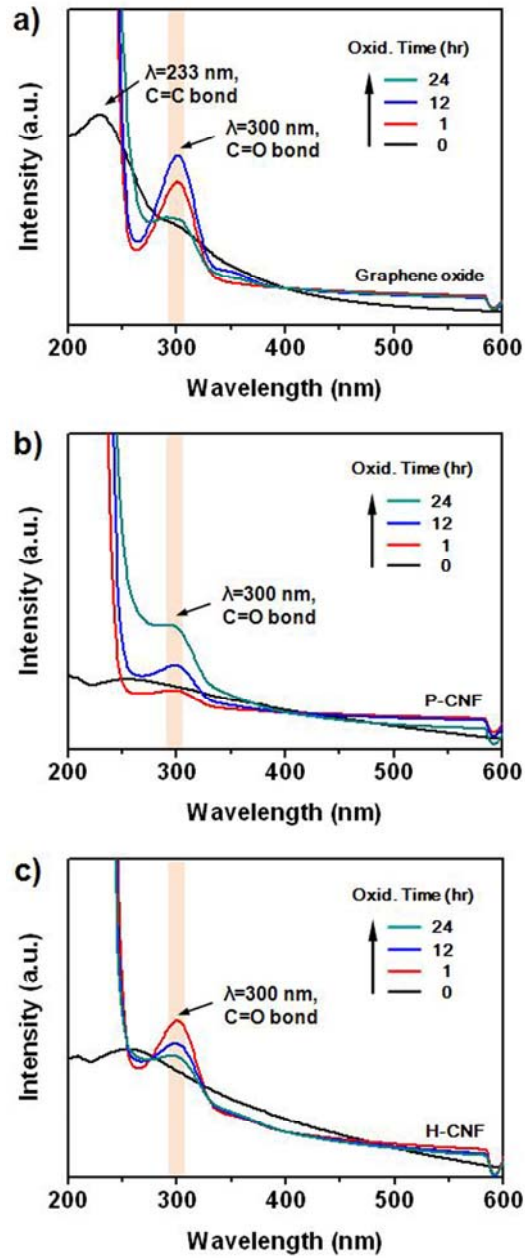 a)
Oxid. Time (hr)
24
12
1
0
λ=233 nm,
C=C bond
λ=300 nm,
C=O bond
Graphene oxide
Intensity (a.u.)
200 300 400 500 600
Wavelength (nm)
b)
Oxid. Time (hr)
24
12
1
0
λ=300 nm,
C=O bond
P-CNF
Intensity (a.u.)
200 300 400 500 600
Wavelength (nm)
c)
Oxid. Time (hr)
24
12
1
0
λ=300 nm,
C=O bond
H-CNF
Intensity (a.u.)
200 300 400 500 600
Wavelength (nm)